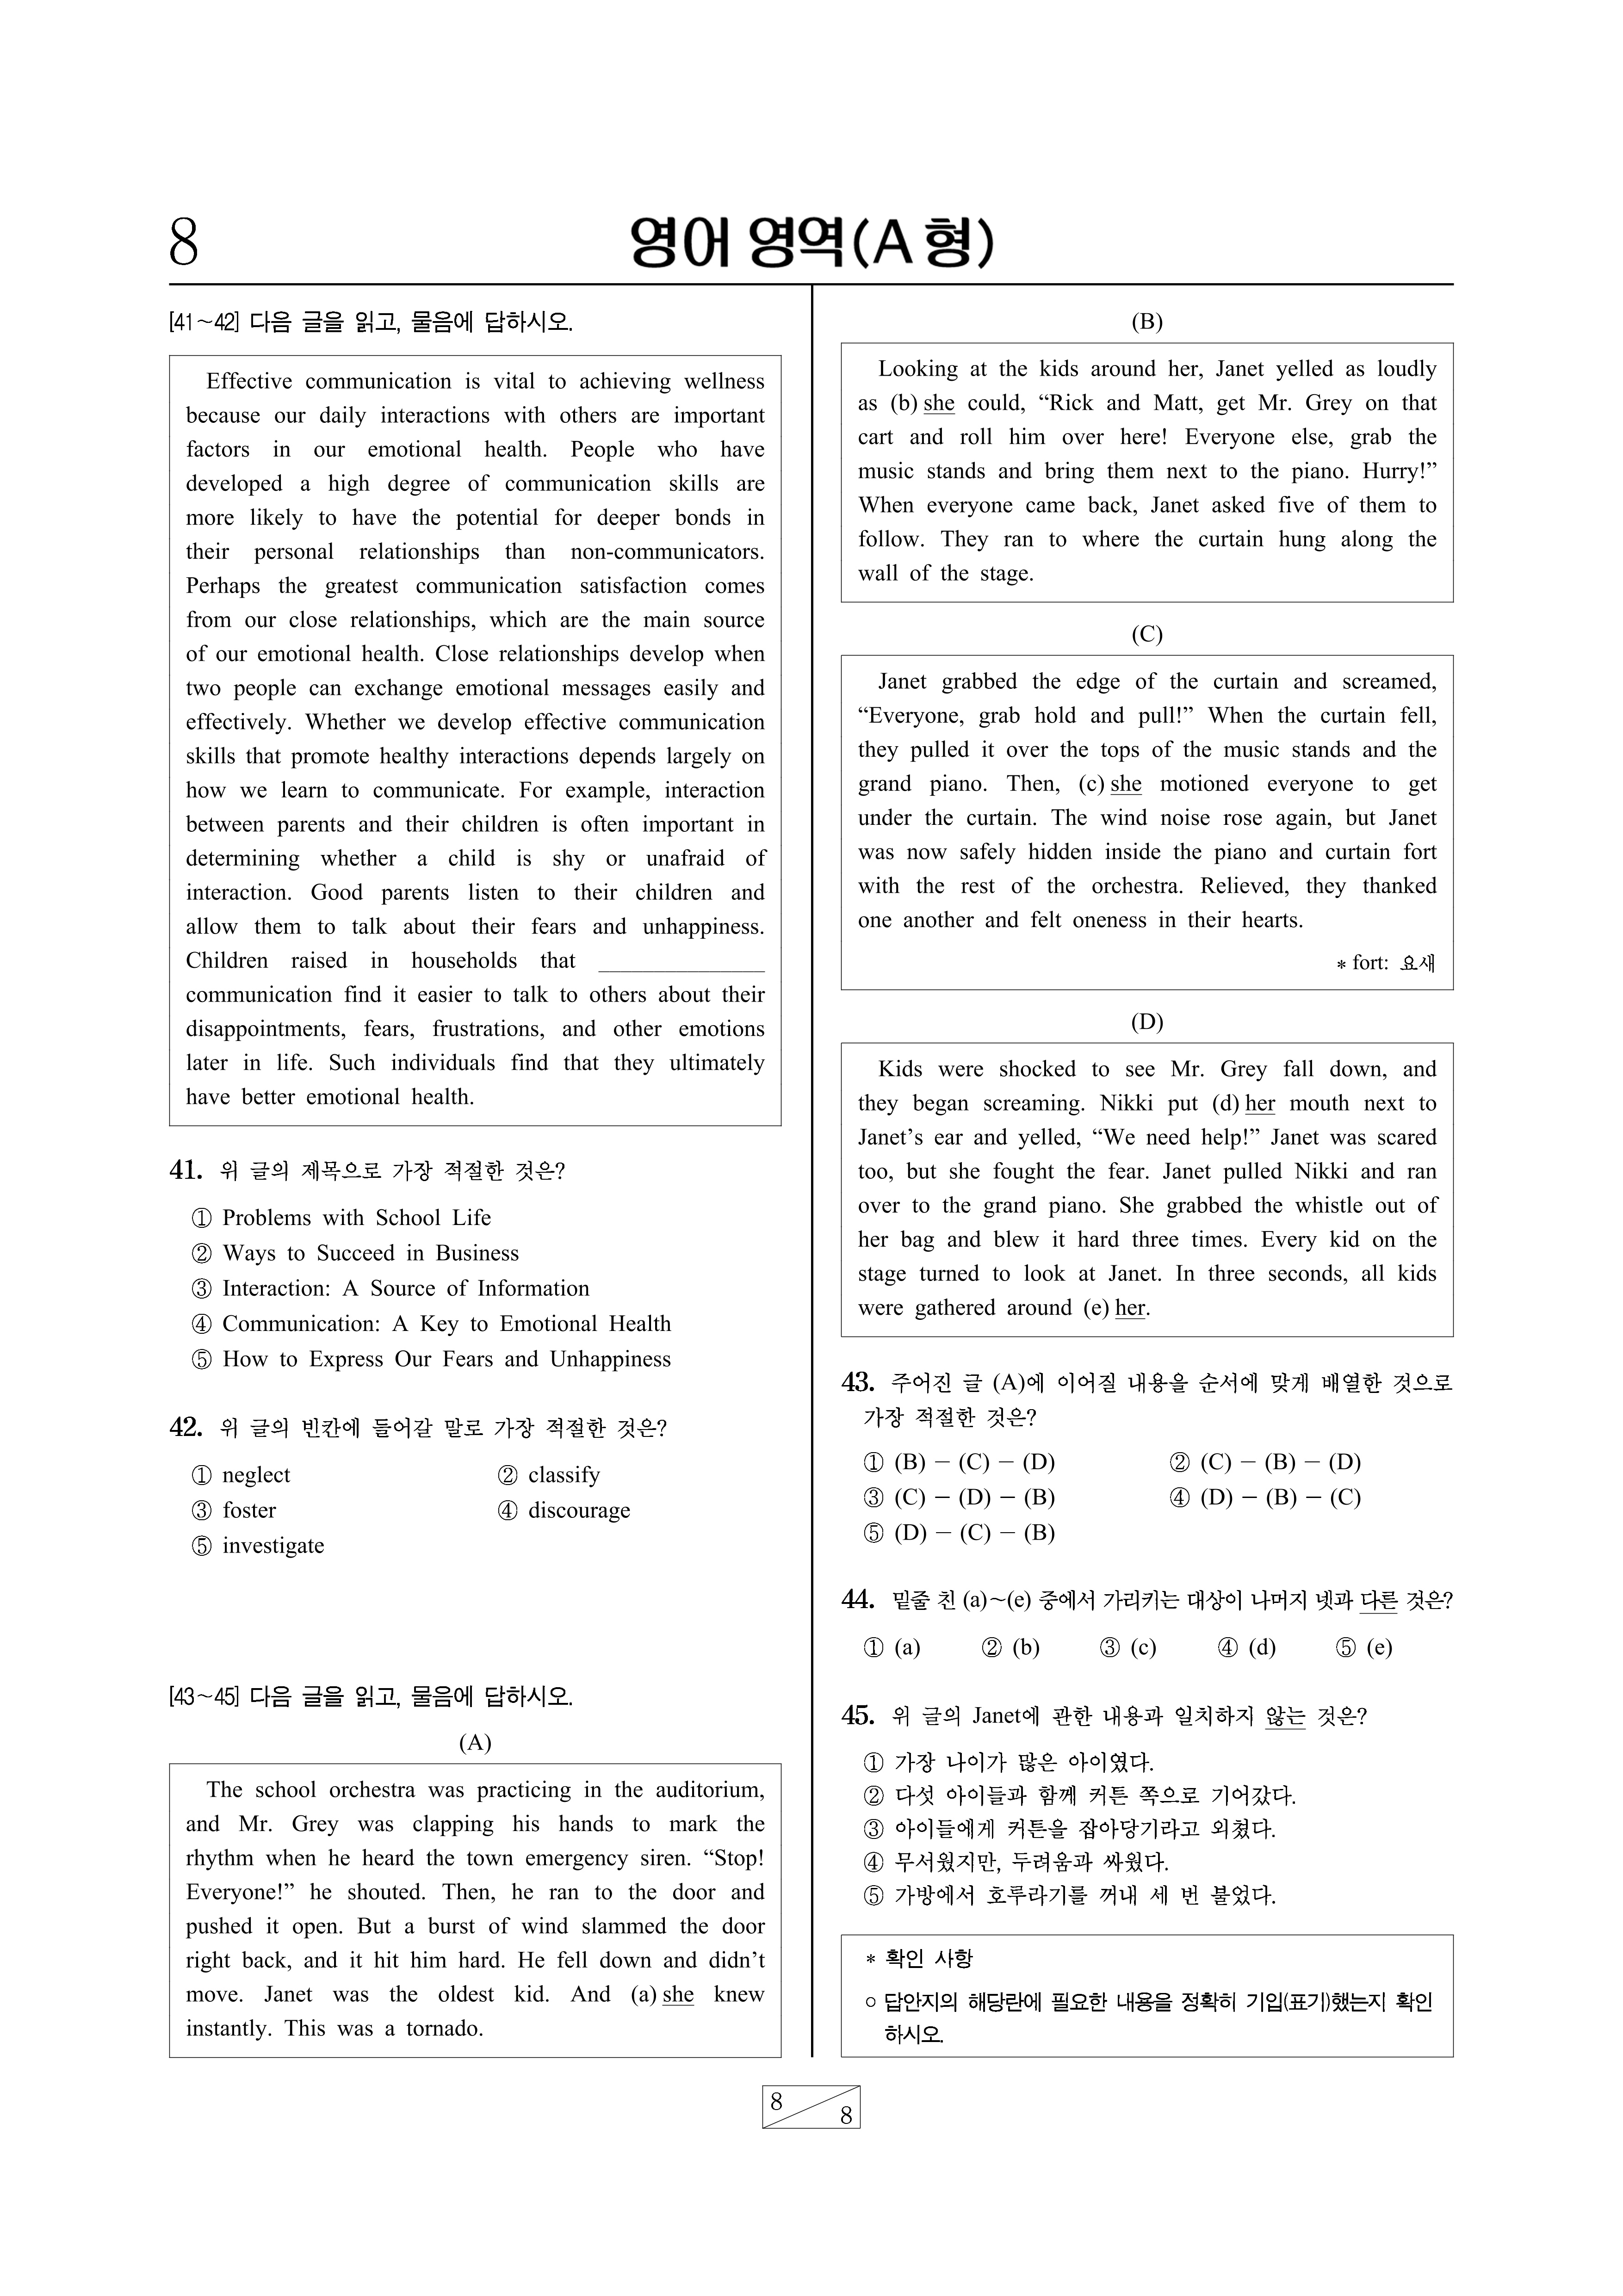 8
영어 영역(A 형)
[41~42] 다음 글을 읽고, 물음에 답하시오.
Effective communication is vital to achieving wellness
because our daily interactions with others are important
factors in our emotional health. People who have
developed a high degree of communication skills are
more likely to have the potential for deeper bonds in
their personal relationships than non-communicators.
Perhaps the greatest communication satisfaction comes
from our close relationships, which are the main source
of our emotional health. Close relationships develop when
two people can exchange emotional messages easily and
effectively. Whether we develop effective communication
skills that promote healthy interactions depends largely on
how we learn to communicate. For example, interaction
between parents and their children is often important in
determining whether a child is shy or unafraid of
interaction. Good parents listen to their children and
allow them to talk about their fears and unhappiness.
Children raised in households that ____________
communication find it easier to talk to others about their
disappointments, fears, frustrations, and other emotions
later in life. Such individuals find that they ultimately
have better emotional health.
41. 위 글의 제목으로 가장 적절한 것은?
① Problems with School Life
② Ways to Succeed in Business
③ Interaction: A Source of Information
④ Communication: A Key to Emotional Health
⑤ How to Express Our Fears and Unhappiness
42. 위 글의 빈칸에 들어갈 말로 가장 적절한 것은?
① neglect ② classify
③ foster ④ discourage
⑤ investigate
[43~45] 다음 글을 읽고, 물음에 답하시오.
(A)
The school orchestra was practicing in the auditorium,
and Mr. Grey was clapping his hands to mark the
rhythm when he heard the town emergency siren. “Stop!
Everyone!” he shouted. Then, he ran to the door and
pushed it open. But a burst of wind slammed the door
right back, and it hit him hard. He fell down and didn’t
move. Janet was the oldest kid. And (a) she knew
instantly. This was a tornado.
(B)
Looking at the kids around her, Janet yelled as loudly
as (b) she could, “Rick and Matt, get Mr. Grey on that
cart and roll him over here! Everyone else, grab the
music stands and bring them next to the piano. Hurry!”
When everyone came back, Janet asked five of them to
follow. They ran to where the curtain hung along the
wall of the stage.
(C)
Janet grabbed the edge of the curtain and screamed,
“Everyone, grab hold and pull!” When the curtain fell,
they pulled it over the tops of the music stands and the
grand piano. Then, (c) she motioned everyone to get
under the curtain. The wind noise rose again, but Janet
was now safely hidden inside the piano and curtain fort
with the rest of the orchestra. Relieved, they thanked
one another and felt oneness in their hearts.
* fort: 요새
(D)
Kids were shocked to see Mr. Grey fall down, and
they began screaming. Nikki put (d) her mouth next to
Janet’s ear and yelled, “We need help!” Janet was scared
too, but she fought the fear. Janet pulled Nikki and ran
over to the grand piano. She grabbed the whistle out of
her bag and blew it hard three times. Every kid on the
stage turned to look at Janet. In three seconds, all kids
were gathered around (e) her.
43. 주어진 글 (A)에 이어질 내용을 순서에 맞게 배열한 것으로
가장 적절한 것은?
① (B) － (C) － (D) ② (C) － (B) － (D)
③ (C) － (D) － (B) ④ (D) － (B) － (C)
⑤ (D) － (C) － (B)
44. 밑줄 친 (a)~(e) 중에서 가리키는 대상이 나머지 넷과 다른 것은?
① (a) ② (b) ③ (c) ④ (d) ⑤ (e)
45. 위 글의 Janet에 관한 내용과 일치하지 않는 것은?
① 가장 나이가 많은 아이였다.
② 다섯 아이들과 함께 커튼 쪽으로 기어갔다.
③ 아이들에게 커튼을 잡아당기라고 외쳤다.
④ 무서웠지만, 두려움과 싸웠다.
⑤ 가방에서 호루라기를 꺼내 세 번 불었다.
* 확인 사항
○ 답안지의 해당란에 필요한 내용을 정확히 기입(표기)했는지 확인
하시오.
8
8